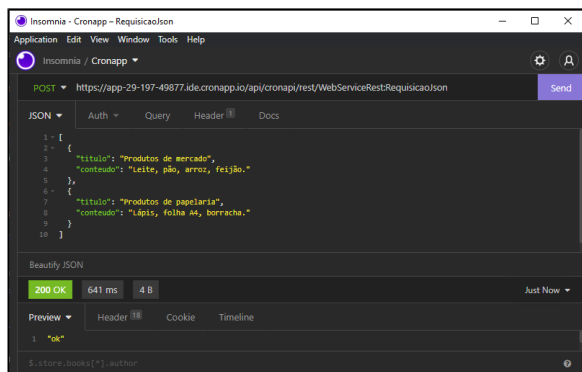 Insomnia - Cronapp – RequisicaoJson
Application Edit View Window Tools Help
Insomnia / Cronapp
POST https://app-29-197-49877.ide.cronapp.io/api/cronapi/rest/WebServiceRest:RequisicaoJson Send
JSON Auth Query Header 1 Docs
1 [
2 {
3 "titulo": "Produtos de mercado",
4 "conteudo": "Leite, pão, arroz, feijão."
5 },
6 {
7 "titulo": "Produtos de papelaria",
8 "conteudo": "Lápis, folha A4, borracha."
9 }
10 ]
Beautify JSON
200 OK 641 ms 4 B Just Now
Preview Header 18 Cookie Timeline
1 "ok"
$.store.books[*].author